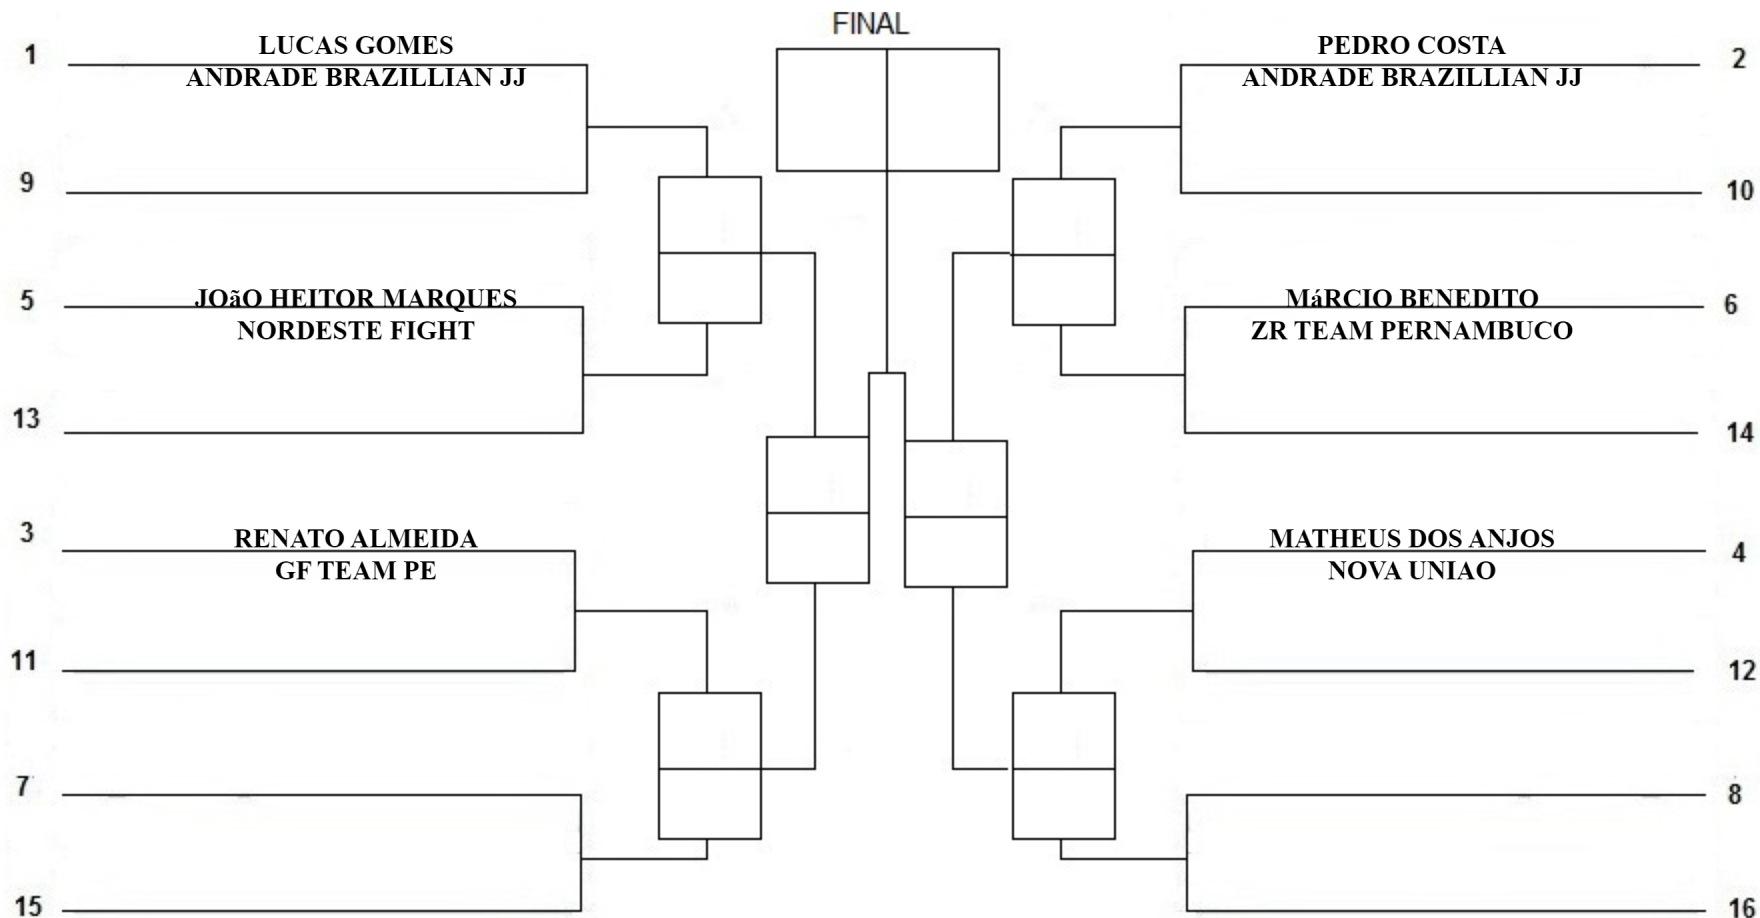 FINAL
1
LUCAS GOMES
ANDRADE BRAZILLIAN JJ
9
5
JOãO HEITOR MARQUES
NORDESTE FIGHT
13
3
RENATO ALMEIDA
GF TEAM PE
11
7
15
PEDRO COSTA
2
ANDRADE BRAZILLIAN JJ
10
MáRCIO BENEDITO
6
ZR TEAM PERNAMBUCO
14
MATHEUS DOS ANJOS
4
NOVA UNIAO
12
8
16